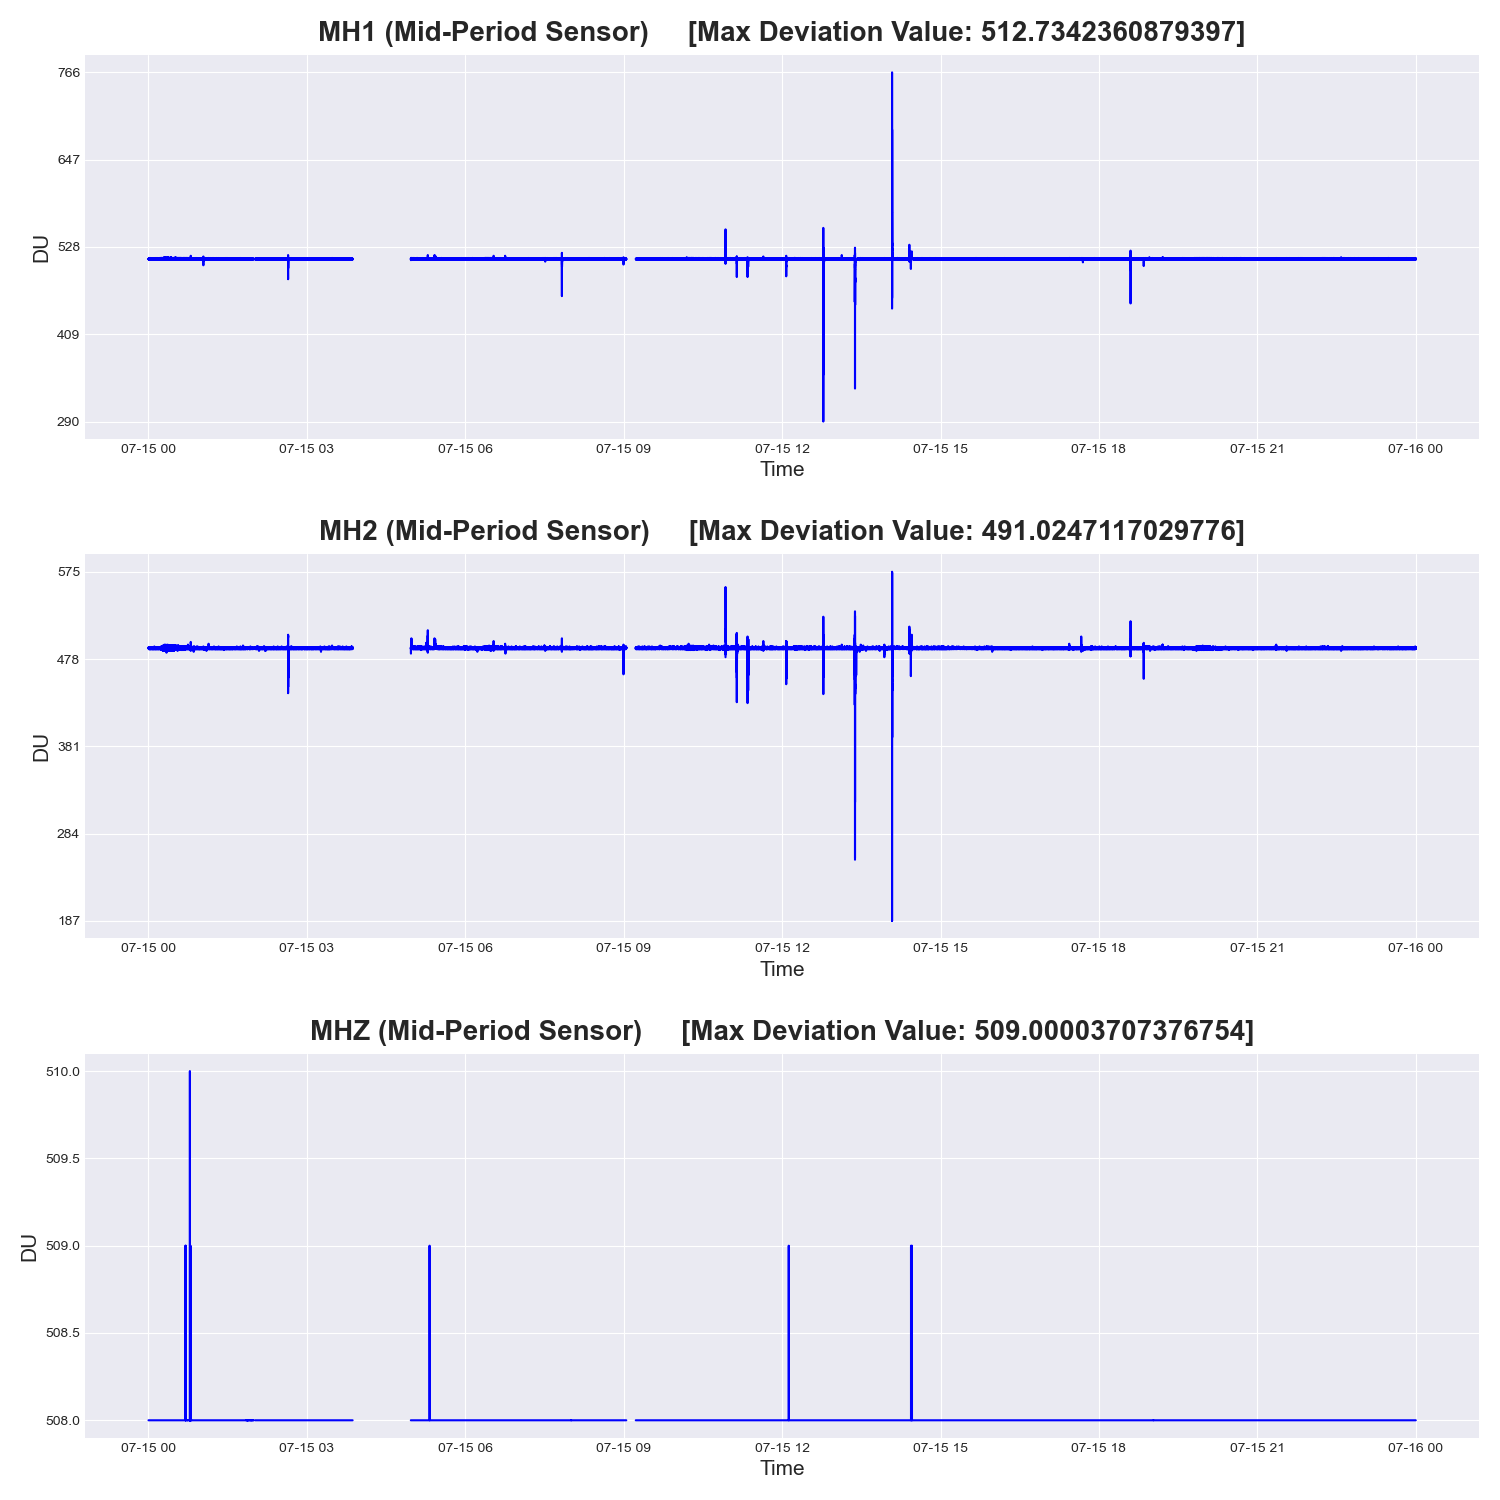 MH1 (Mid-Period Sensor) [Max Deviation Value: 512.7342360879397]
766
647
528
409
290
DU
07-15 00 07-15 03 07-15 06 07-15 09 07-15 12 07-15 15 07-15 18 07-15 21 07-16 00
Time
MH2 (Mid-Period Sensor) [Max Deviation Value: 491.0247117029776]
575
478
381
284
187
DU
07-15 00 07-15 03 07-15 06 07-15 09 07-15 12 07-15 15 07-15 18 07-15 21 07-16 00
Time
MHZ (Mid-Period Sensor) [Max Deviation Value: 509.00003707376754]
510.0
509.5
509.0
508.5
508.0
DU
07-15 00 07-15 03 07-15 06 07-15 09 07-15 12 07-15 15 07-15 18 07-15 21 07-16 00
Time